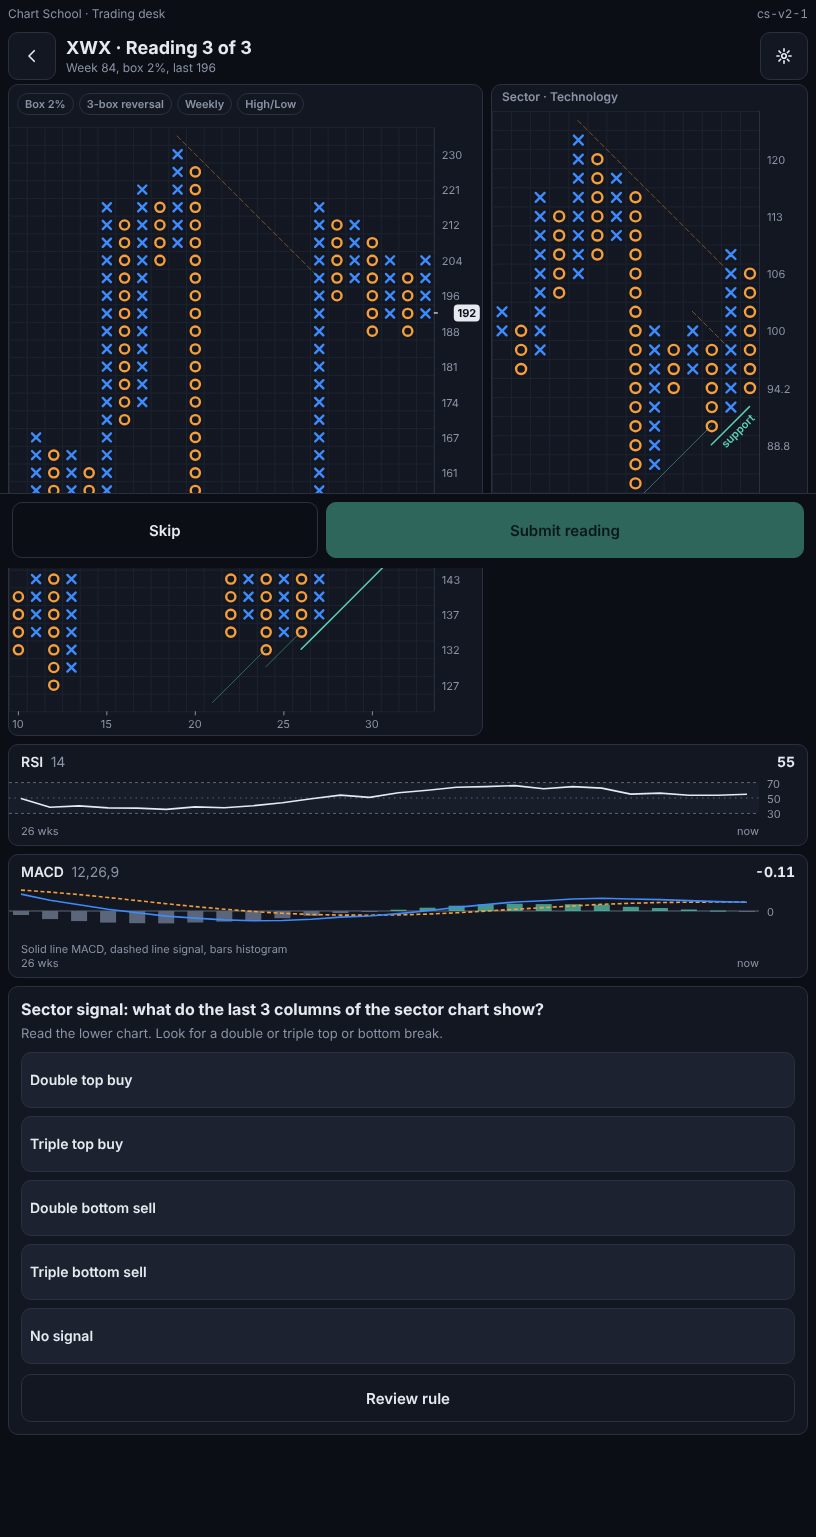 Chart School · Trading desk
cs-v2-1
XWX · Reading 3 of 3
Week 84, box 2%, last 196
Box 2%
3-box reversal
Weekly
High/Low
230
221
212
204
196
192
188
181
174
167
161
Sector · Technology
120
113
106
100
94.2
88.8
support
Skip
Submit reading
143
137
132
127
10
15
20
25
30
RSI 14
55
70
50
30
26 wks
now
MACD 12,26,9
-0.11
0
Solid line MACD, dashed line signal, bars histogram
26 wks
now
Sector signal: what do the last 3 columns of the sector chart show?
Read the lower chart. Look for a double or triple top or bottom break.
Double top buy
Triple top buy
Double bottom sell
Triple bottom sell
No signal
Review rule